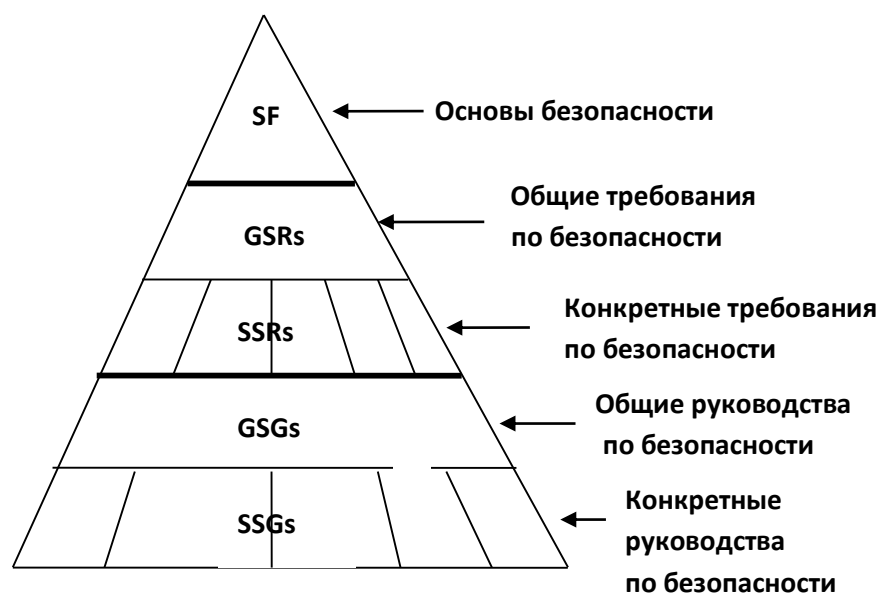 SF
Основы безопасности
GSRs
Общие требования
по безопасности
SSRs
Конкретные требования
по безопасности
GSGs
Общие руководства
по безопасности
SSGs
Конкретные
руководства
по безопасности